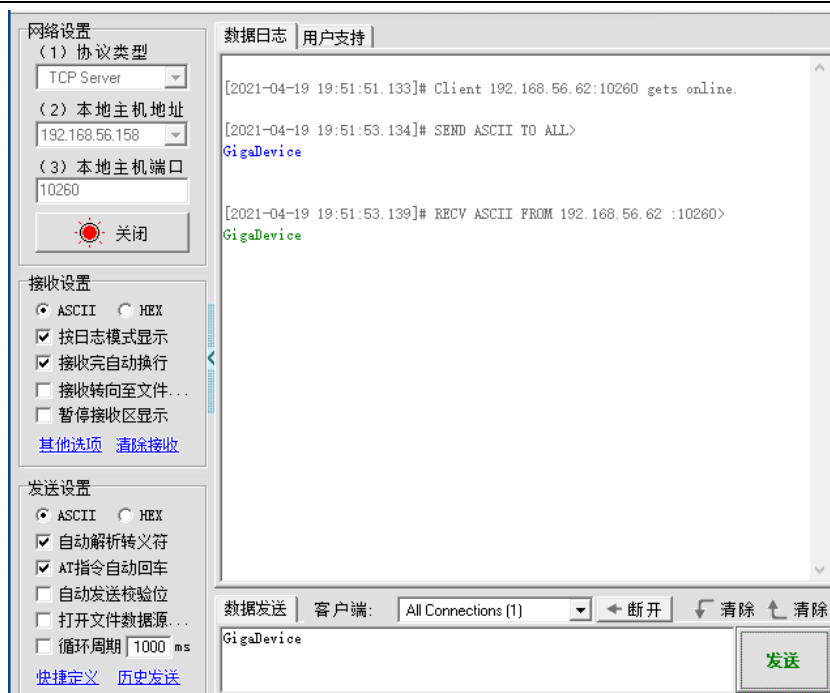 网络设置
（1）协议类型
TCP Server
（2）本地主机地址
192.168.56.158
（3）本地主机端口
10260
关闭
接收设置
ASCII HEX
按日志模式显示
接收完自动换行
接收转向至文件...
暂停接收区显示
其他选项 清除接收
发送设置
ASCII HEX
自动解析转义符
AT指令自动回车
自动发送校验位
打开文件数据源...
循环周期 1000 ms
快捷定义 历史发送
数据日志 用户支持
[2021-04-19 19:51:51.133]# Client 192.168.56.62:10260 gets online.
[2021-04-19 19:51:53.134]# SEND ASCII TO ALL>
GigaDevice
[2021-04-19 19:51:53.139]# RECV ASCII FROM 192.168.56.62 :10260>
GigaDevice
数据发送 客户端: All Connections (1) 断开 清除 清除
GigaDevice
发送